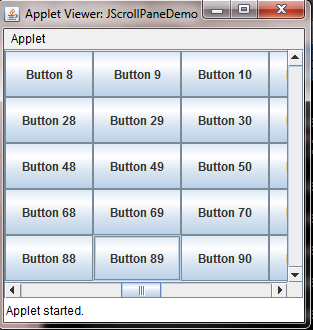 Applet Viewer: JScrollPaneDemo
Applet
Button 8 Button 9 Button 10
Button 28 Button 29 Button 30
Button 48 Button 49 Button 50
Button 68 Button 69 Button 70
Button 88 Button 89 Button 90
Applet started.